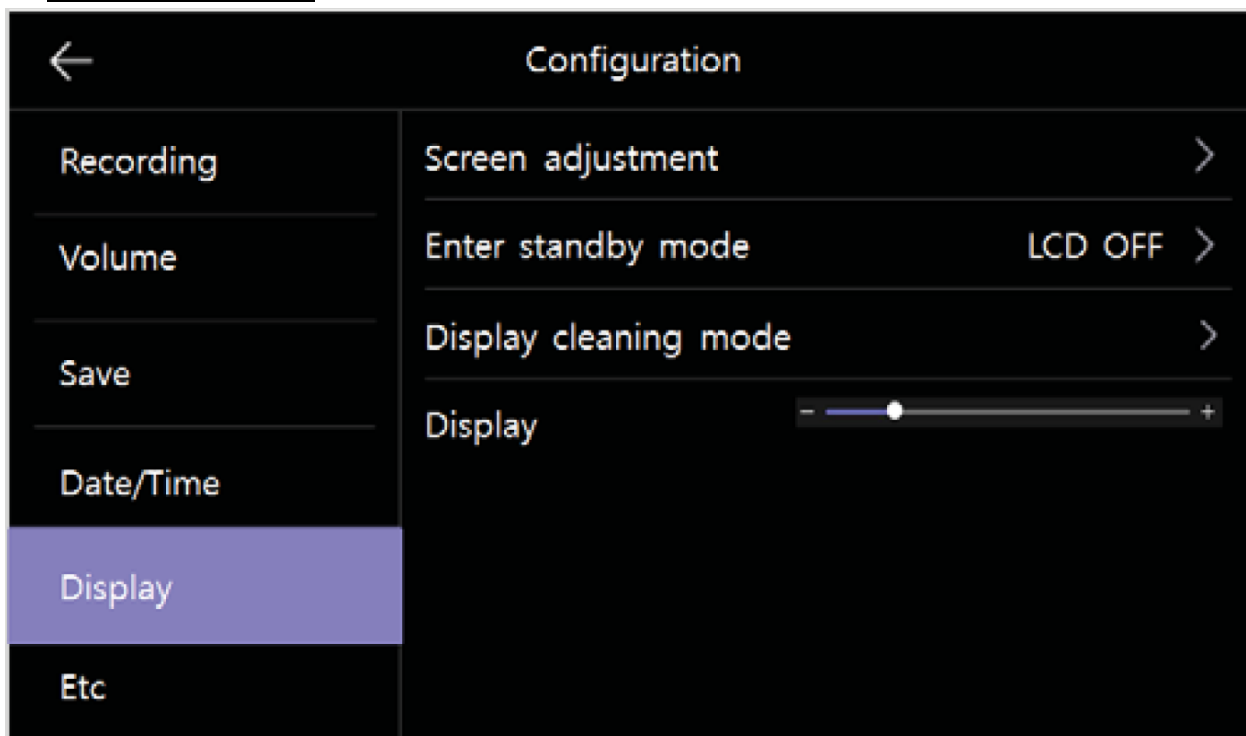 Configuration
Recording
Volume
Save
Date/Time
Display
Etc
Screen adjustment
Enter standby mode LCD OFF
Display cleaning mode
Display - +